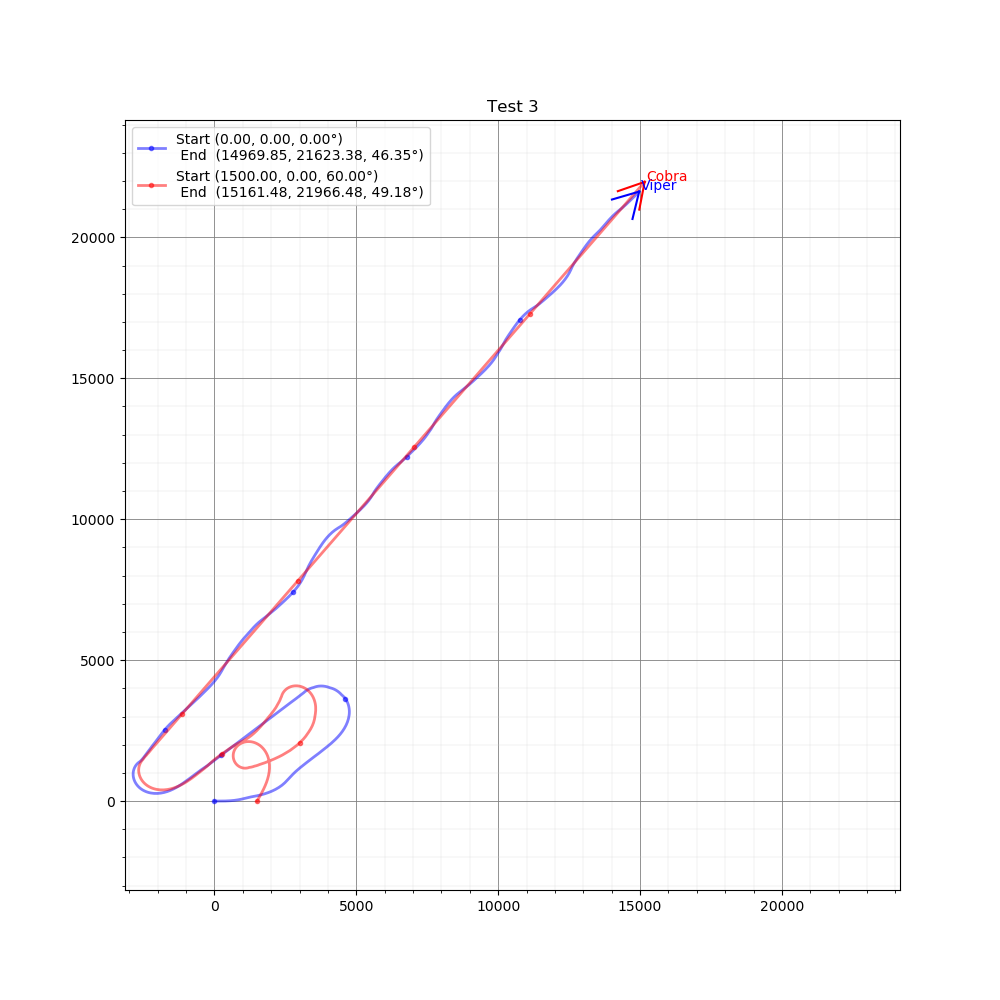 Test 3
Start (0.00, 0.00, 0.00°)
End (14969.85, 21623.38, 46.35°)
Start (1500.00, 0.00, 60.00°)
End (15161.48, 21966.48, 49.18°)
Cobra
Viper
20000
15000
10000
5000
0
0 5000 10000 15000 20000